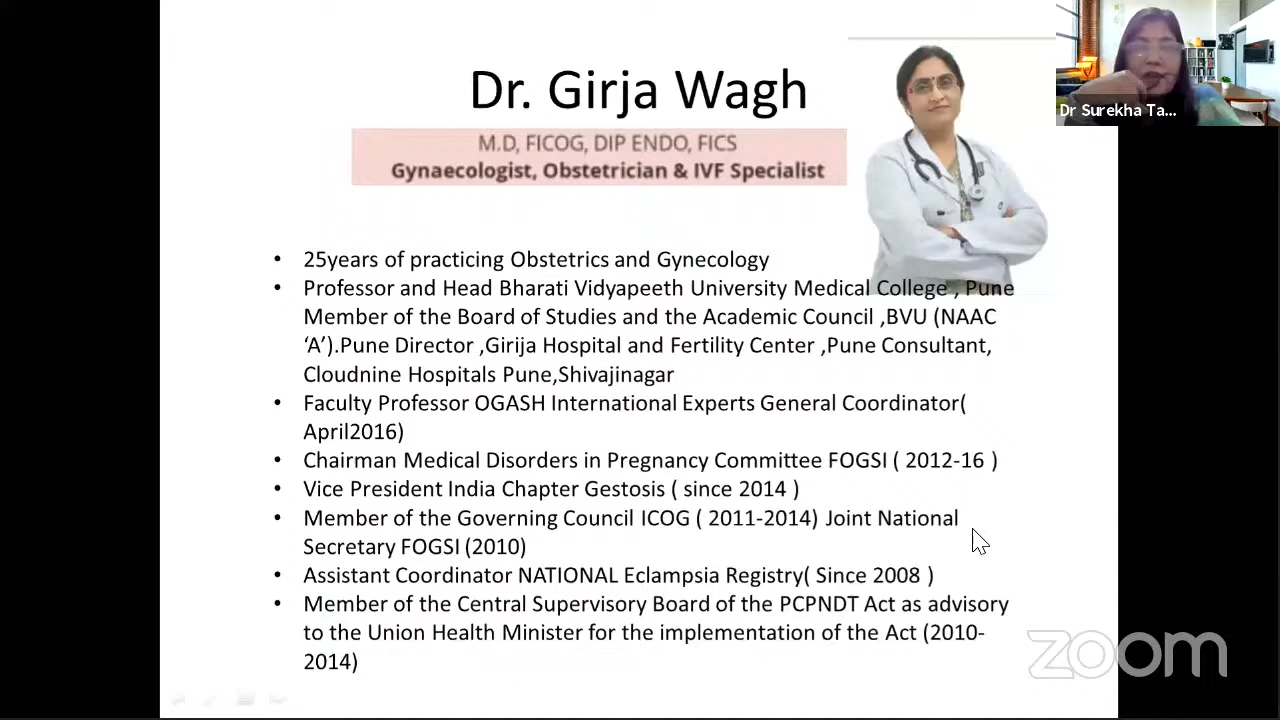 Dr. Girja Wagh
M.D, FICOG, DIP ENDO, FICS
Gynaecologist, Obstetrician & IVF Specialist
Dr Surekha Ta...
• 25years of practicing Obstetrics and Gynecology
• Professor and Head Bharati Vidyapeeth University Medical College , Pune
Member of the Board of Studies and the Academic Council ,BVU (NAAC
‘A’).Pune Director ,Girija Hospital and Fertility Center ,Pune Consultant,
Cloudnine Hospitals Pune,Shivajinagar
• Faculty Professor OGASH International Experts General Coordinator(
April2016)
• Chairman Medical Disorders in Pregnancy Committee FOGSI ( 2012-16 )
• Vice President India Chapter Gestosis ( since 2014 )
• Member of the Governing Council ICOG ( 2011-2014) Joint National
Secretary FOGSI (2010)
• Assistant Coordinator NATIONAL Eclampsia Registry( Since 2008 )
• Member of the Central Supervisory Board of the PCPNDT Act as advisory
to the Union Health Minister for the implementation of the Act (2010-
2014)
zoom